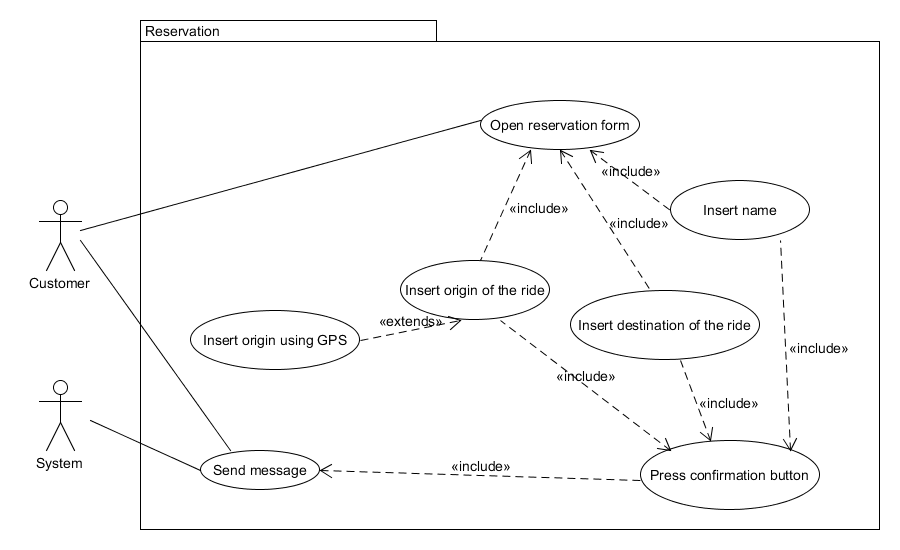 Reservation
Open reservation form
«include»
Insert name
«include»
«include»
Customer
Insert origin of the ride
«extends»
Insert destination of the ride
Insert origin using GPS
«include»
«include»
«include»
System
Send message
«include»
Press confirmation button